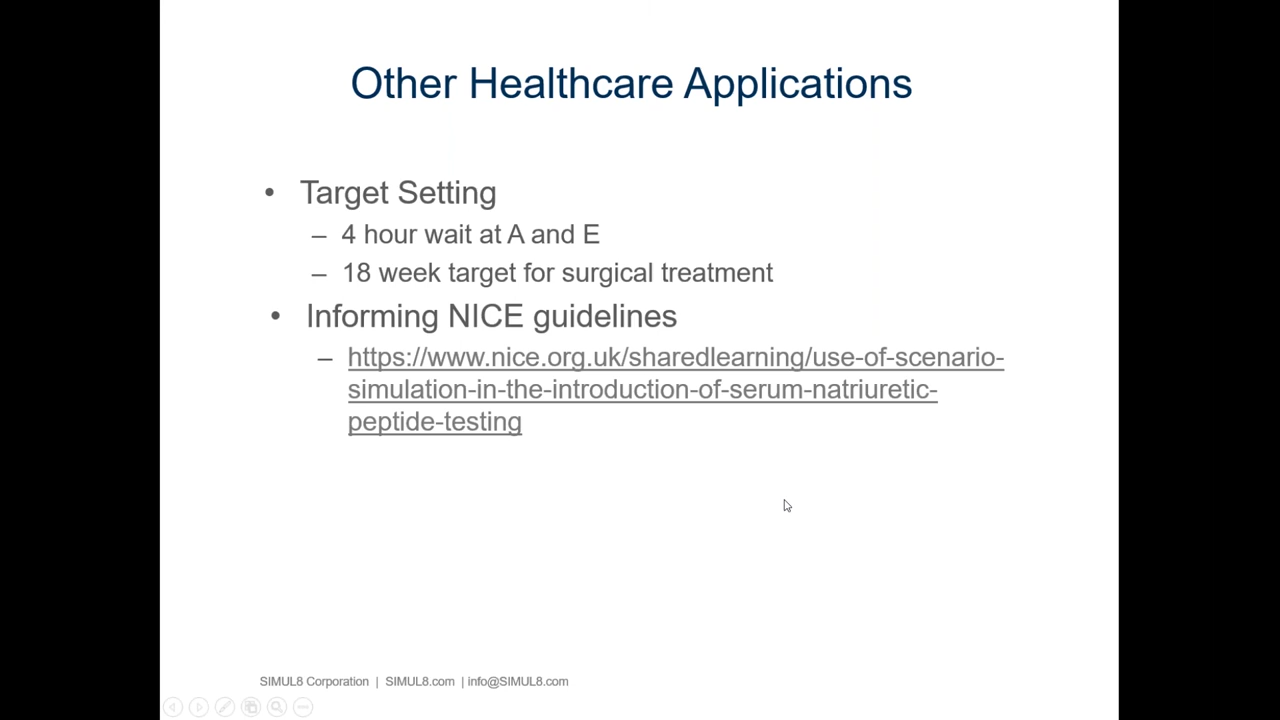 Other Healthcare Applications
• Target Setting
– 4 hour wait at A and E
– 18 week target for surgical treatment
• Informing NICE guidelines
– https://www.nice.org.uk/sharedlearning/use-of-scenario-
simulation-in-the-introduction-of-serum-natriuretic-
peptide-testing
SIMUL8 Corporation | SIMUL8.com | info@SIMUL8.com